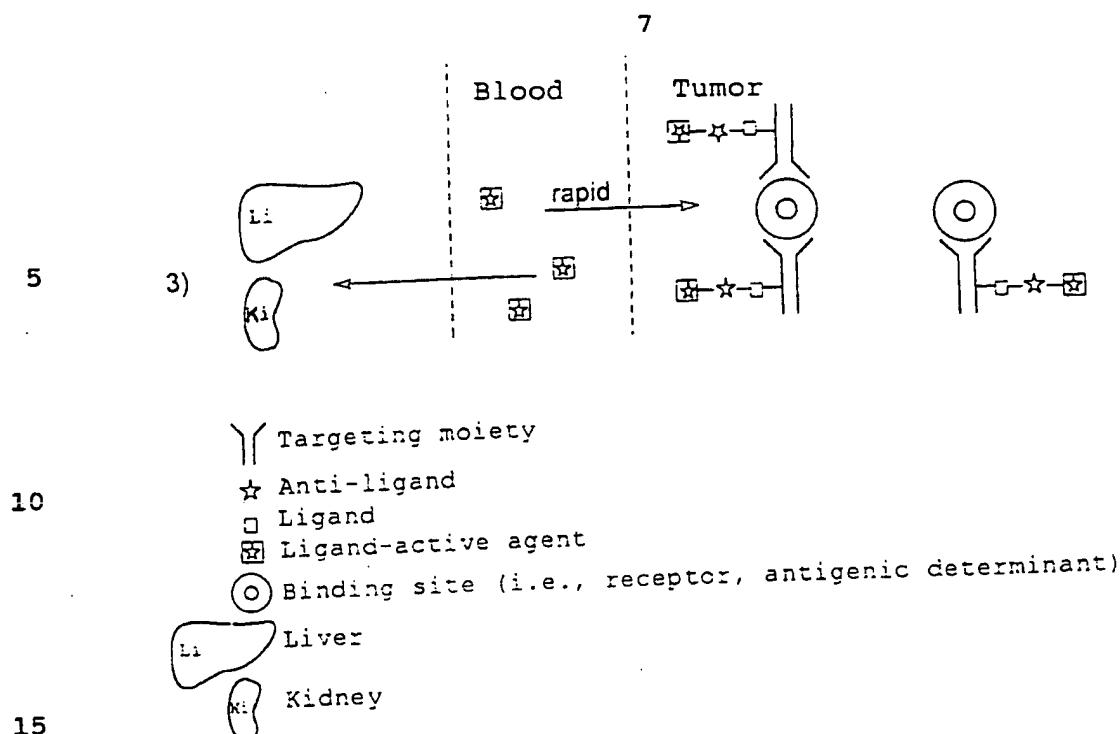 7
Blood Tumor
rapid
Li
5 3)
Ki
Targeting moiety
10 Anti-ligand
Ligand
Ligand-active agent
Binding site (i.e., receptor, antigenic determinant)
Li Liver
Ki Kidney
15